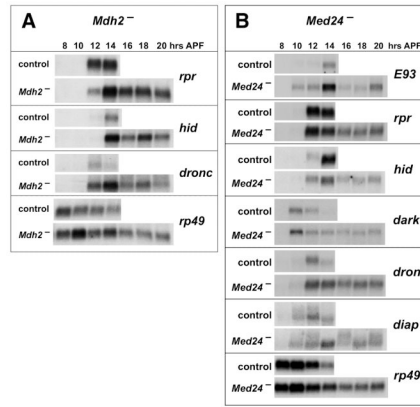 A
Mdh2 –
8 10 12 14 16 18 20 hrs APF
control
rpr
Mdh2 –
control
hid
Mdh2 –
control
dronc
Mdh2 –
control
rp49
Mdh2 –
B
Med24 –
8 10 12 14 16 18 20 hrs APF
control
E93
Med24 –
control
rpr
Med24 –
control
hid
Med24 –
control
dark
Med24 –
control
dron
Med24 –
control
diap
Med24 –
control
rp49
Med24 –